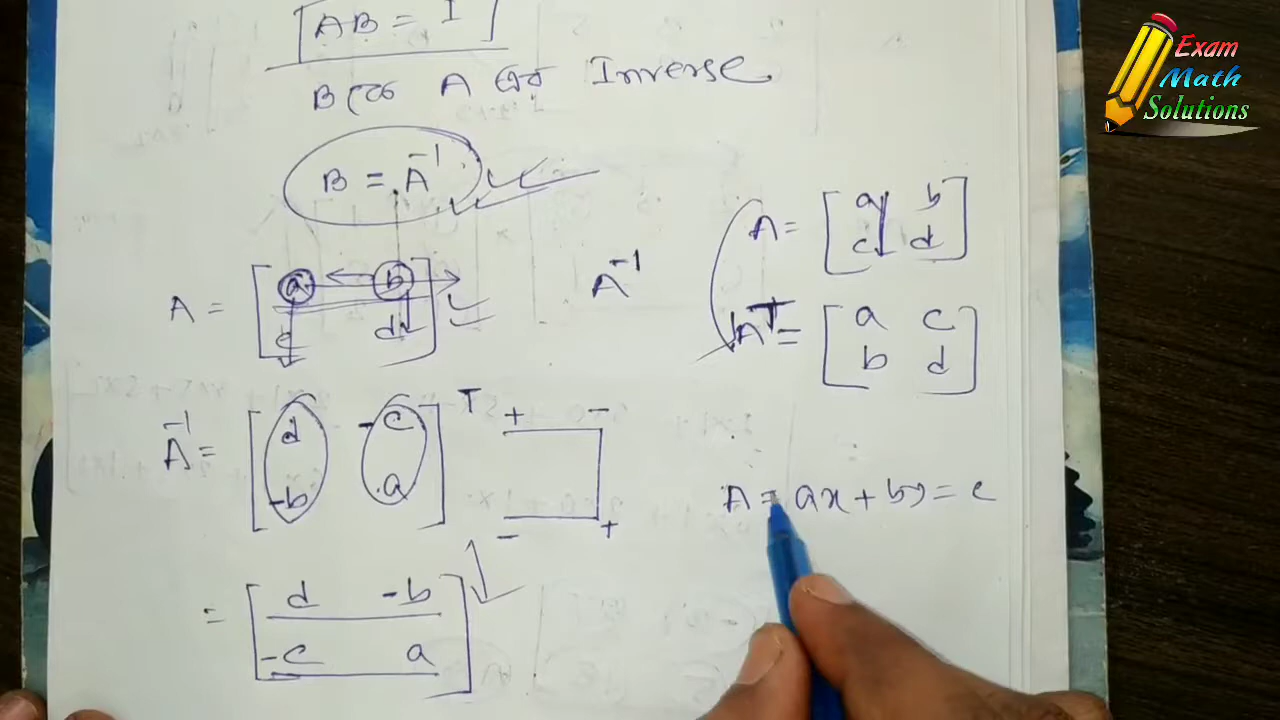 [AB = I]
B কে A এর Inverse
B = A⁻¹
A = [a b
c d]
A⁻¹
A = [a b
c d]
Aᵀ = [a c
b d]
A⁻¹ = [d -c
-b a]ᵀ
+ -
- +
= [d -b
-c a]
A = ax + by = c
Exam
Math
Solutions